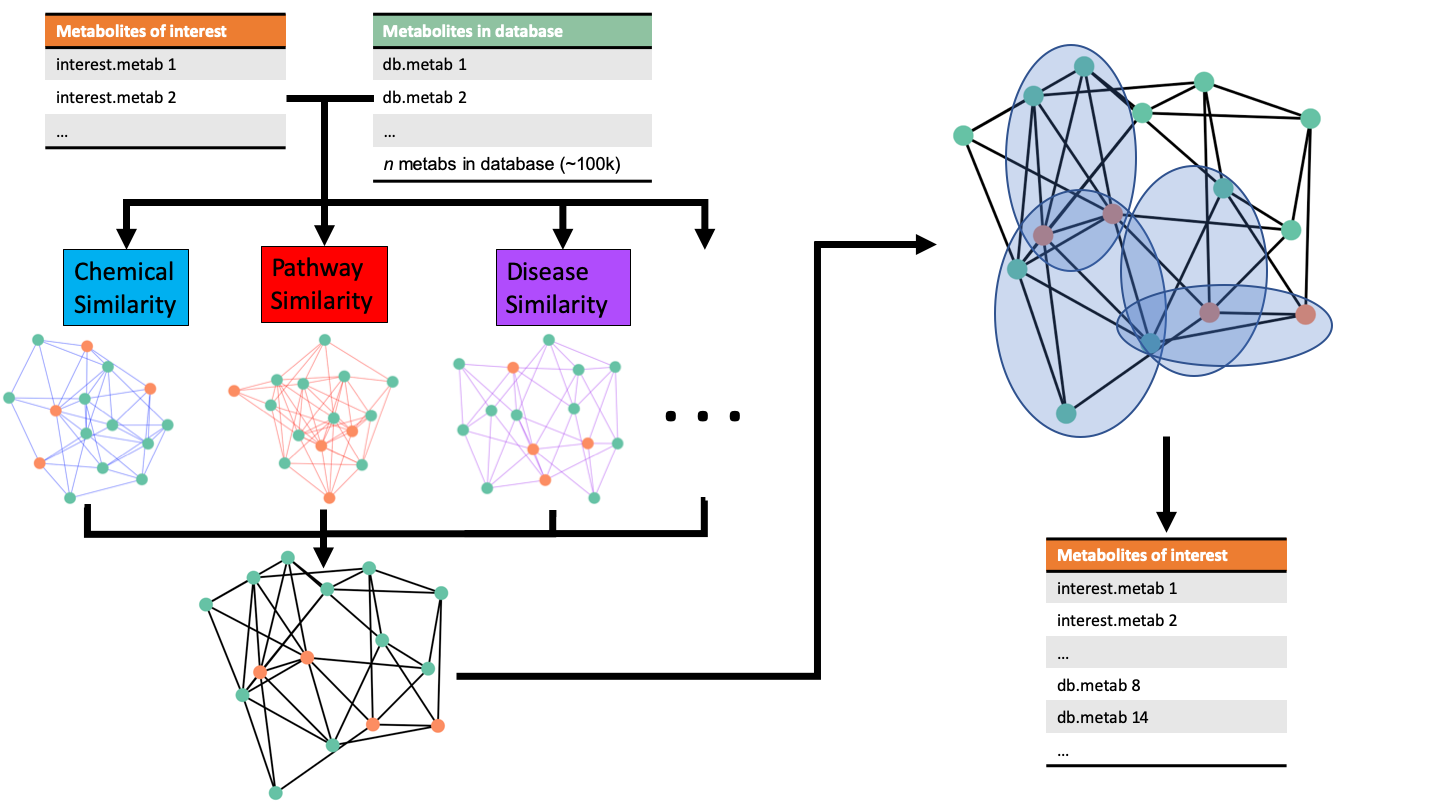 Metabolites of interest
interest.metab 1
interest.metab 2
...
Metabolites in database
db.metab 1
db.metab 2
...
n metabs in database (~100k)
Chemical
Similarity
Pathway
Similarity
Disease
Similarity
. . .
Metabolites of interest
interest.metab 1
interest.metab 2
...
db.metab 8
db.metab 14
...